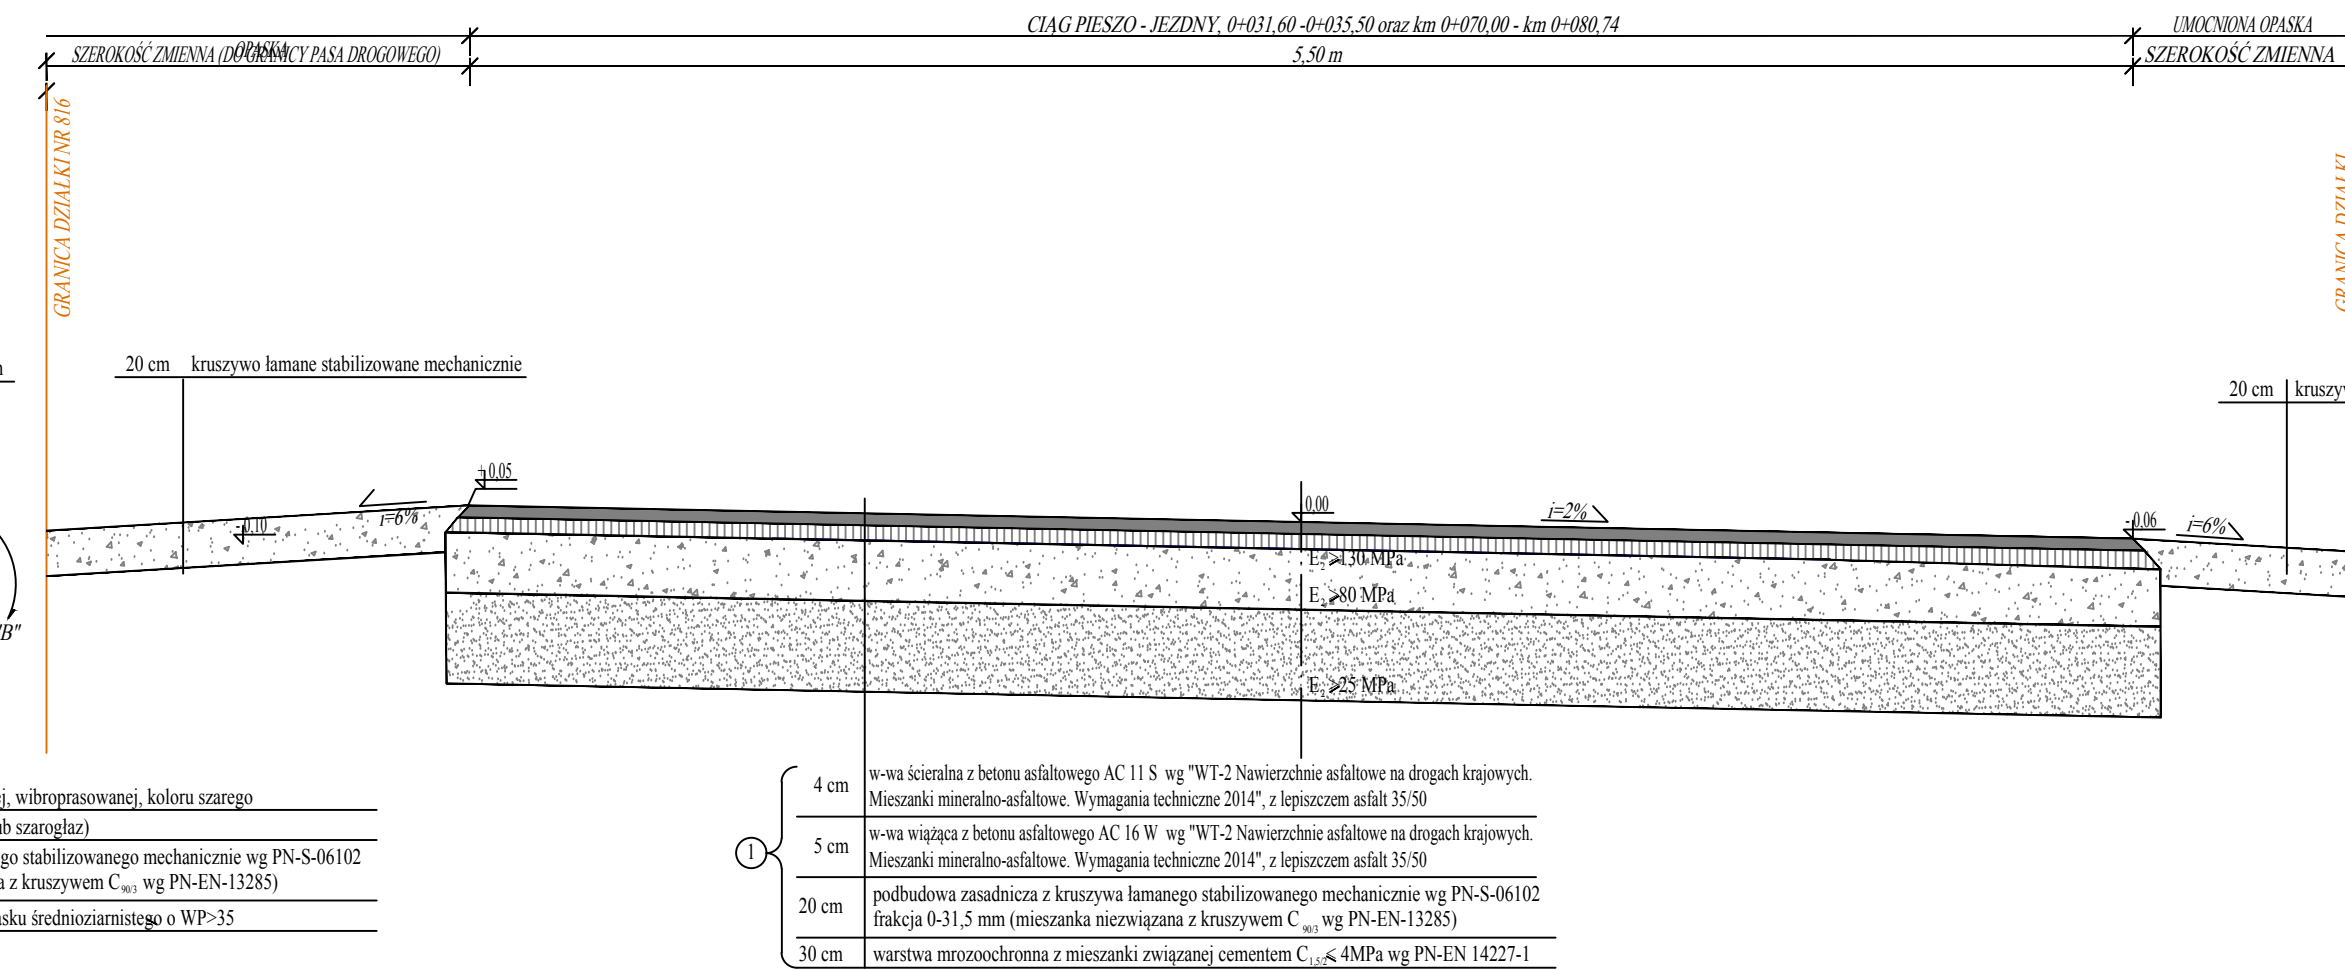 CIĄG PIESZO - JEZDNY, 0+031,60 -0+035,50 oraz km 0+070,00 - km 0+080,74
UMOCNIONA OPASKA
OPASKA
SZEROKOŚĆ ZMIENNA (DO GRANICY PASA DROGOWEGO)
5,50 m
SZEROKOŚĆ ZMIENNA
GRANICA DZIAŁKI NR 816
GRANICA DZIAŁKI
20 cm kruszywo łamane stabilizowane mechanicznie
20 cm kruszyw
+ 0,05
- 0,10
i=6%
0,00
i=2%
- 0,06
i=6%
E2 ≥130 MPa
E2 ≥80 MPa
E2 ≥25 MPa
"B"
ej, wibroprasowanej, koloru szarego
ub szarogłaz)
go stabilizowanego mechanicznie wg PN-S-06102
a z kruszywem C90/3 wg PN-EN-13285)
sku średnioziarnistego o WP>35
1
4 cm w-wa ścieralna z betonu asfaltowego AC 11 S wg "WT-2 Nawierzchnie asfaltowe na drogach krajowych.
Mieszanki mineralno-asfaltowe. Wymagania techniczne 2014", z lepiszczem asfalt 35/50
5 cm w-wa wiążąca z betonu asfaltowego AC 16 W wg "WT-2 Nawierzchnie asfaltowe na drogach krajowych.
Mieszanki mineralno-asfaltowe. Wymagania techniczne 2014", z lepiszczem asfalt 35/50
20 cm podbudowa zasadnicza z kruszywa łamanego stabilizowanego mechanicznie wg PN-S-06102
frakcja 0-31,5 mm (mieszanka niezwiązana z kruszywem C90/3 wg PN-EN-13285)
30 cm warstwa mrozoochronna z mieszanki związanej cementem C1,5/2 ≤ 4MPa wg PN-EN 14227-1